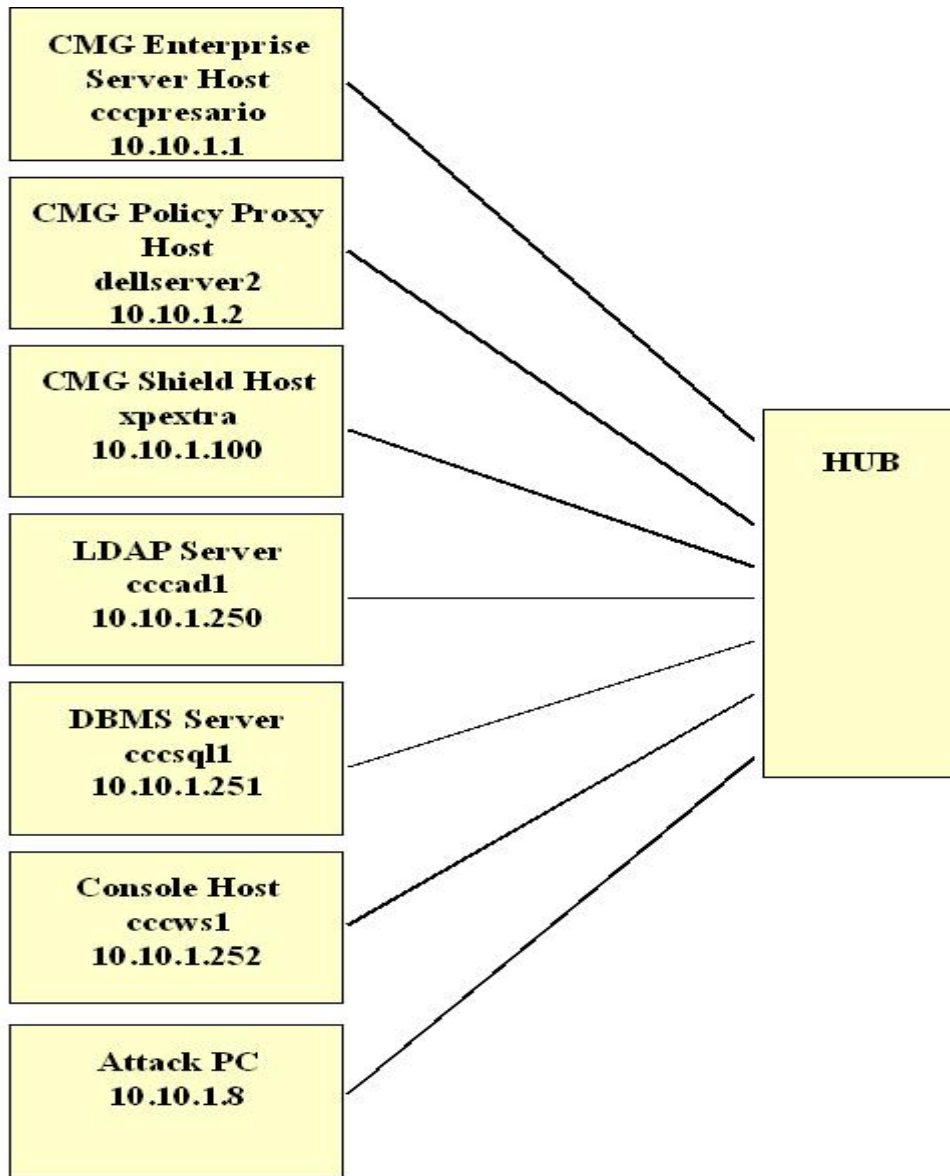 CMG Enterprise
Server Host
cccpresario
10.10.1.1
CMG Policy Proxy
Host
dellserver2
10.10.1.2
CMG Shield Host
xpextra
10.10.1.100
LDAP Server
cccad1
10.10.1.250
DBMS Server
cccsql1
10.10.1.251
Console Host
cccws1
10.10.1.252
Attack PC
10.10.1.8
HUB